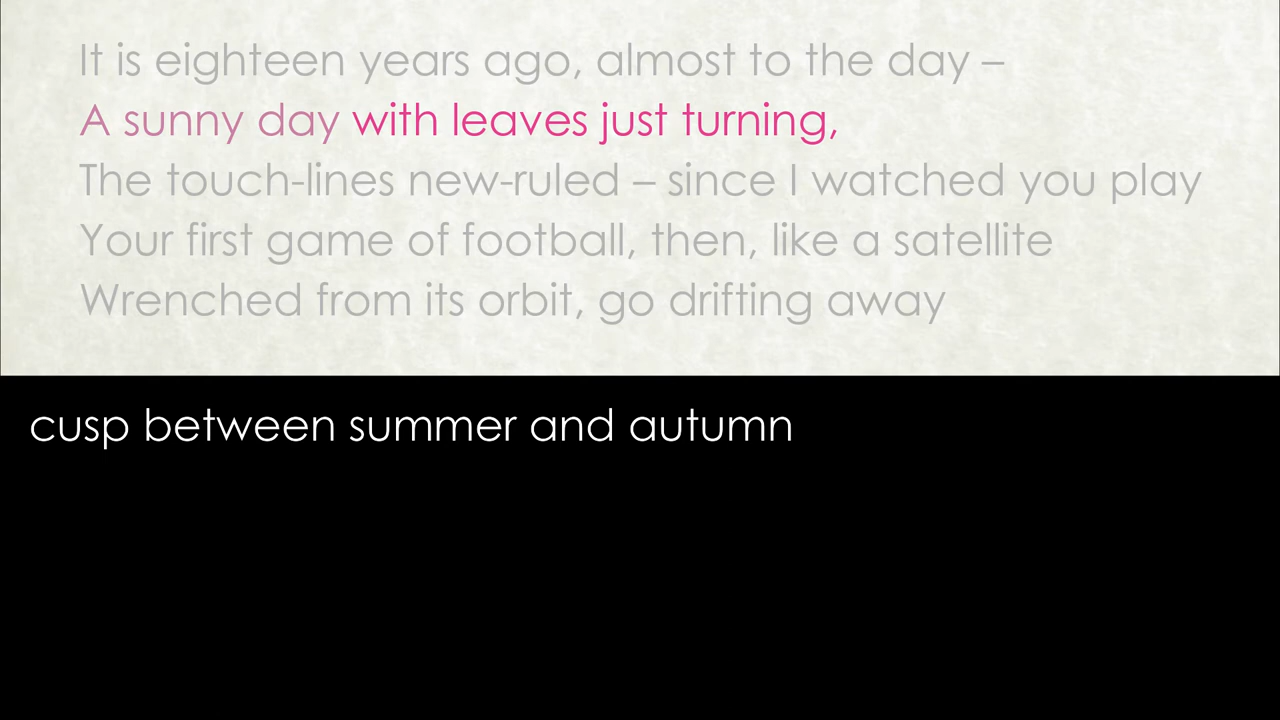 It is eighteen years ago, almost to the day –
A sunny day with leaves just turning,
The touch-lines new-ruled – since I watched you play
Your first game of football, then, like a satellite
Wrenched from its orbit, go drifting away
cusp between summer and autumn